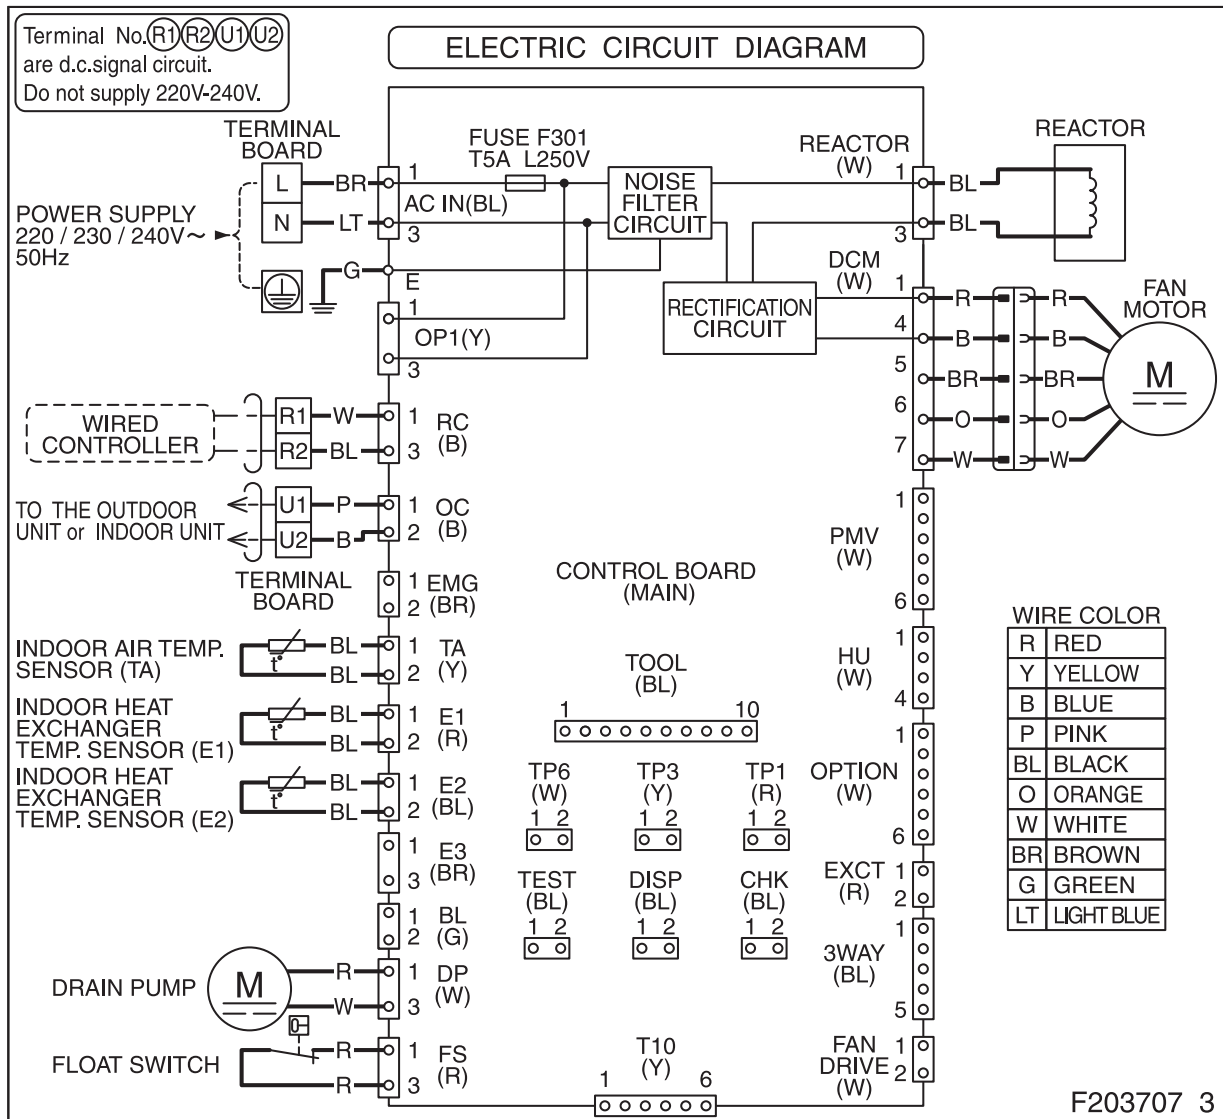 Terminal No. R1 R2 U1 U2
are d.c.signal circuit.
Do not supply 220V-240V.
ELECTRIC CIRCUIT DIAGRAM
TERMINAL
BOARD
L
N
BR
LT
G
POWER SUPPLY
220 / 230 / 240V～
50Hz
1
AC IN(BL)
3
E
1
OP1(Y)
3
FUSE F301
T5A L250V
NOISE
FILTER
CIRCUIT
RECTIFICATION
CIRCUIT
REACTOR
(W)
1
3
BL
BL
REACTOR
DCM
(W)
1
4
5
6
7
R
B
BR
O
W
R
B
BR
O
W
FAN
MOTOR
M
WIRED
CONTROLLER
R1
R2
W
BL
1
3
RC
(B)
TO THE OUTDOOR
UNIT or INDOOR UNIT
U1
U2
P
B
1
2
OC
(B)
TERMINAL
BOARD
1
2
EMG
(BR)
INDOOR AIR TEMP.
SENSOR (TA)
t°
BL
BL
1
2
TA
(Y)
INDOOR HEAT
EXCHANGER
TEMP. SENSOR (E1)
t°
BL
BL
1
2
E1
(R)
INDOOR HEAT
EXCHANGER
TEMP. SENSOR (E2)
t°
BL
BL
1
2
E2
(BL)
1
3
E3
(BR)
1
2
BL
(G)
DRAIN PUMP
M
R
W
1
3
DP
(W)
FLOAT SWITCH
R
R
1
3
FS
(R)
CONTROL BOARD
(MAIN)
TOOL
(BL)
1 10
TP6
(W)
1 2
TP3
(Y)
1 2
TP1
(R)
1 2
TEST
(BL)
1 2
DISP
(BL)
1 2
CHK
(BL)
1 2
T10
(Y)
1 6
1
PMV
(W)
6
1
HU
(W)
4
1
OPTION
(W)
6
EXCT
(R)
1
2
1
3WAY
(BL)
5
FAN
DRIVE
(W)
1
2
WIRE COLOR
R RED
Y YELLOW
B BLUE
P PINK
BL BLACK
O ORANGE
W WHITE
BR BROWN
G GREEN
LT LIGHT BLUE
F203707 3